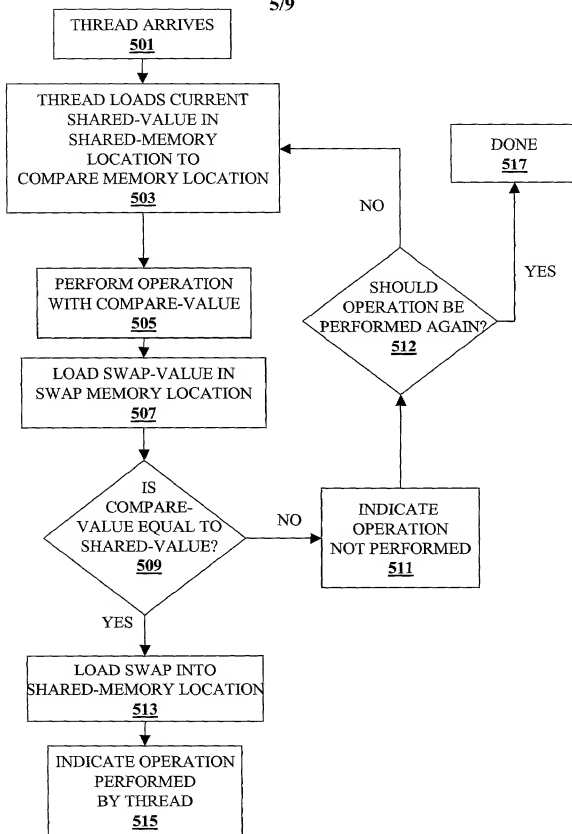 5/9
THREAD ARRIVES
501
THREAD LOADS CURRENT
SHARED-VALUE IN
SHARED-MEMORY
LOCATION TO
COMPARE MEMORY LOCATION
503
PERFORM OPERATION
WITH COMPARE-VALUE
505
LOAD SWAP-VALUE IN
SWAP MEMORY LOCATION
507
IS
COMPARE-
VALUE EQUAL TO
SHARED-VALUE?
509
NO
INDICATE
OPERATION
NOT PERFORMED
511
SHOULD
OPERATION BE
PERFORMED AGAIN?
512
NO
YES
DONE
517
YES
LOAD SWAP INTO
SHARED-MEMORY LOCATION
513
INDICATE OPERATION
PERFORMED
BY THREAD
515